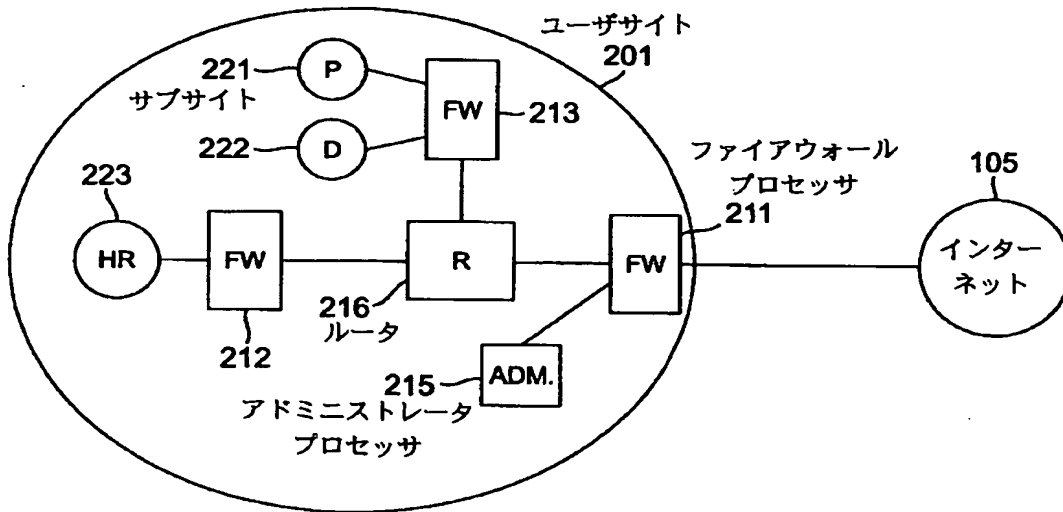 ユーザサイト
201
221
P
サブサイト
FW
213
222
D
ファイアウォール
プロセッサ
211
105
223
HR
FW
R
FW
インター
ネット
216
ルータ
212
215
ADM.
アドミニストレータ
プロセッサ